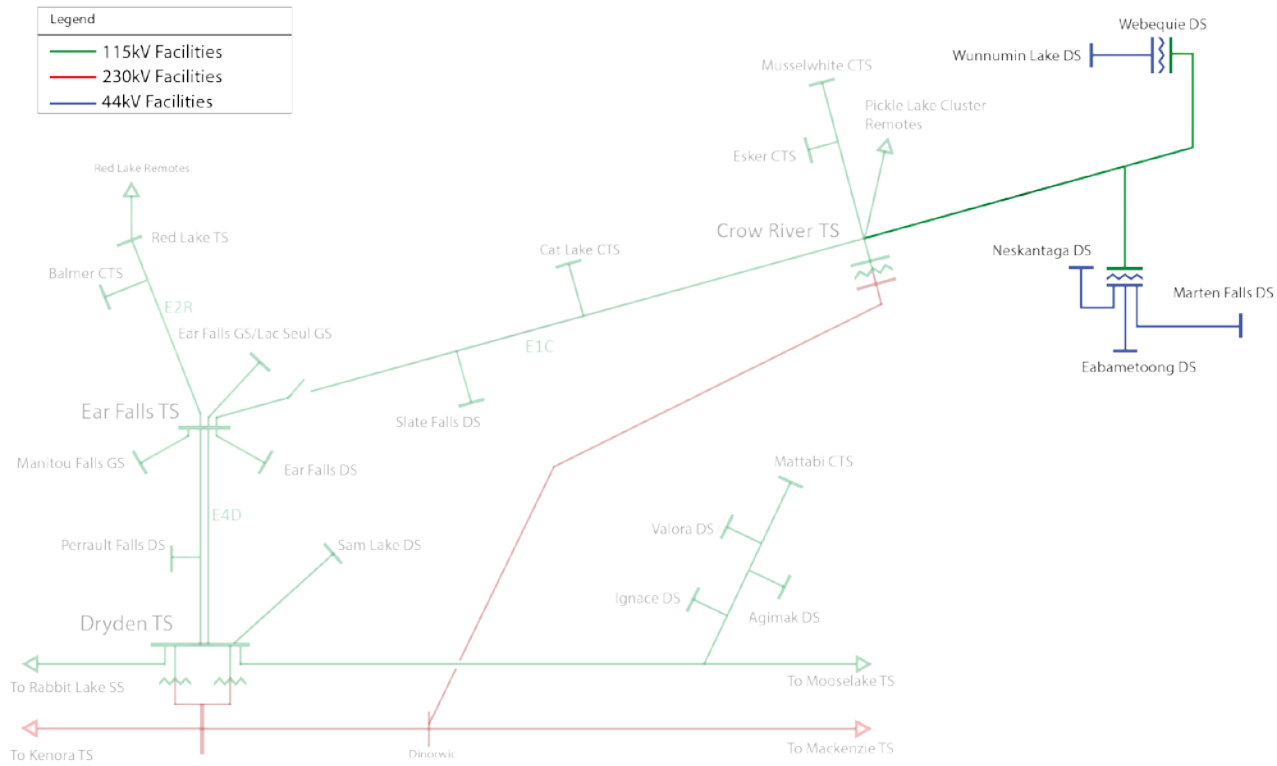 Legend
115kV Facilities
230kV Facilities
44kV Facilities
Webequie DS
Wunnumin Lake DS
Musselwhite CTS
Pickle Lake Cluster
Remotes
Esker CTS
Red Lake Remotes
Red Lake TS
Crow River TS
Cat Lake CTS
Neskantaga DS
Balmer CTS
Marten Falls DS
E2R
Ear Falls GS/Lac Seul GS
E1C
Eabametoong DS
Ear Falls TS
Slate Falls DS
Manitou Falls GS
Ear Falls DS
Mattabi CTS
E4D
Valora DS
Perrault Falls DS
Sam Lake DS
Ignace DS
Agimak DS
Dryden TS
To Rabbit Lake SS
To Mooselake TS
To Kenora TS
Dinorwic
To Mackenzie TS